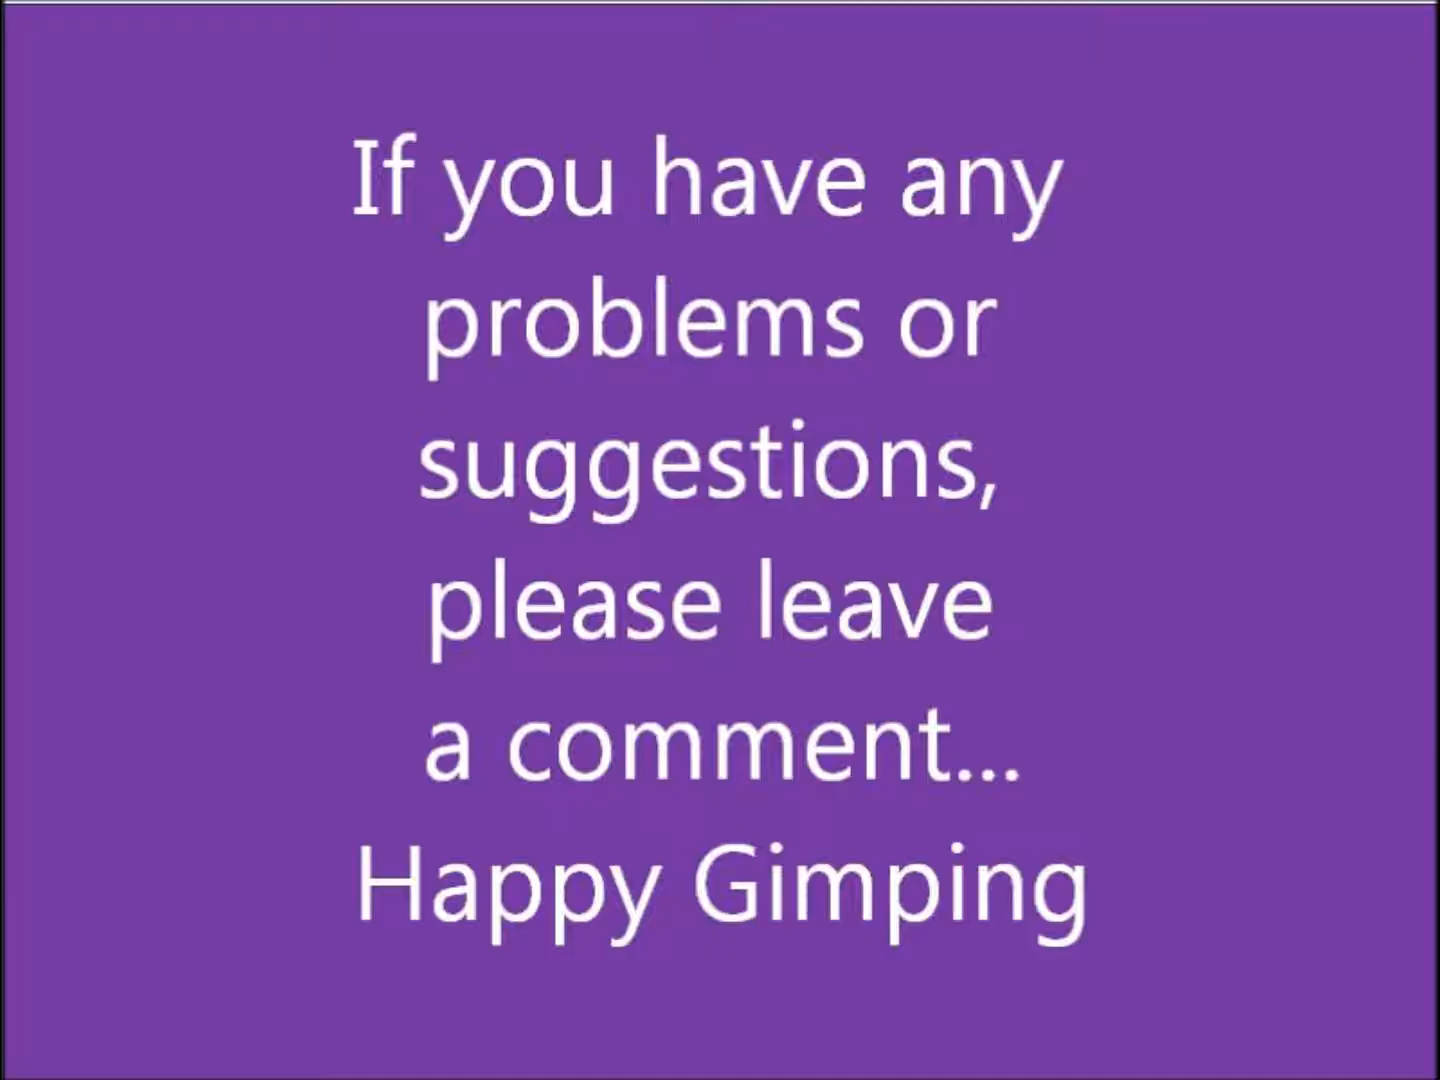 If you have any
problems or
suggestions,
please leave
a comment...
Happy Gimping